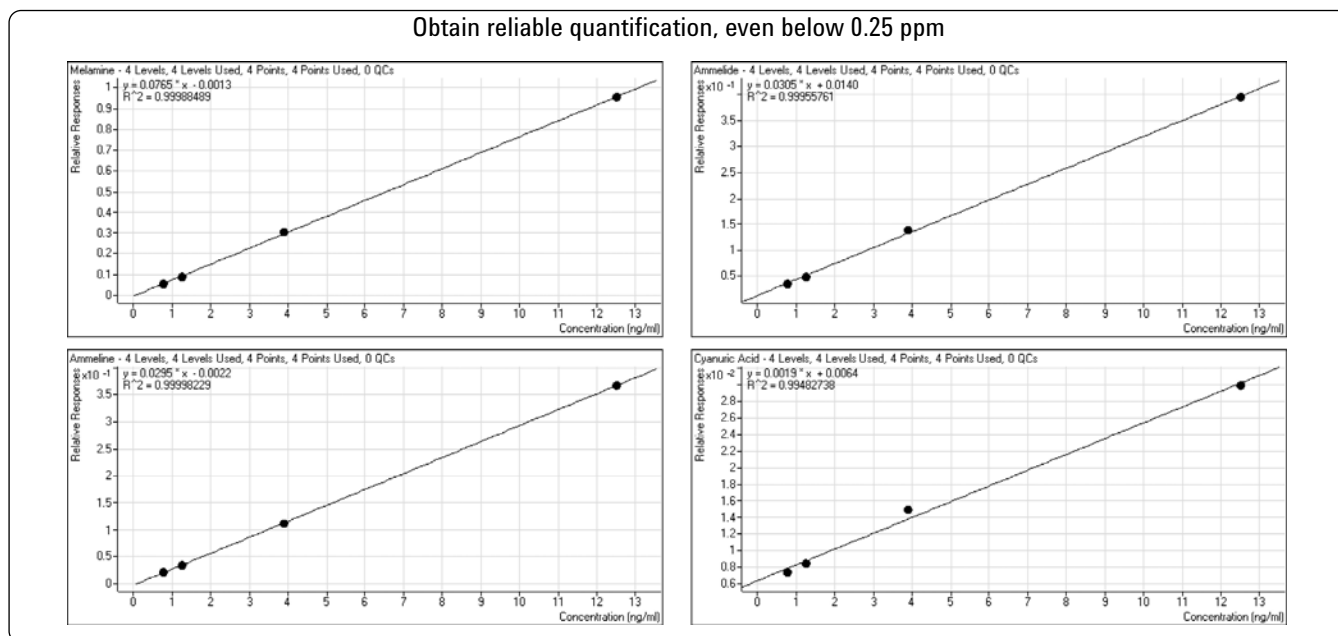 Obtain reliable quantification, even below 0.25 ppm
Melamine - 4 Levels, 4 Levels Used, 4 Points, 4 Points Used, 0 QCs
y = 0.0765 * x - 0.0013
R^2 = 0.99988489
Relative Responses
1
0.9
0.8
0.7
0.6
0.5
0.4
0.3
0.2
0.1
0
0 1 2 3 4 5 6 7 8 9 10 11 12 13
Concentration (ng/ml)
Ammelide - 4 Levels, 4 Levels Used, 4 Points, 4 Points Used, 0 QCs
x10 -1
y = 0.0305 * x + 0.0140
R^2 = 0.99955761
Relative Responses
3.5
3
2.5
2
1.5
1
0.5
0 1 2 3 4 5 6 7 8 9 10 11 12 13
Concentration (ng/ml)
Ammeline - 4 Levels, 4 Levels Used, 4 Points, 4 Points Used, 0 QCs
x10 -1
y = 0.0295 * x - 0.0022
R^2 = 0.99998229
Relative Responses
3.5
3
2.5
2
1.5
1
0.5
0
0 1 2 3 4 5 6 7 8 9 10 11 12 13
Concentration (ng/ml)
Cyanuric Acid - 4 Levels, 4 Levels Used, 4 Points, 4 Points Used, 0 QCs
x10 -2
y = 0.0019 * x + 0.0064
R^2 = 0.99482738
Relative Responses
2.8
2.6
2.4
2.2
2
1.8
1.6
1.4
1.2
1
0.8
0.6
0 1 2 3 4 5 6 7 8 9 10 11 12 13
Concentration (ng/ml)